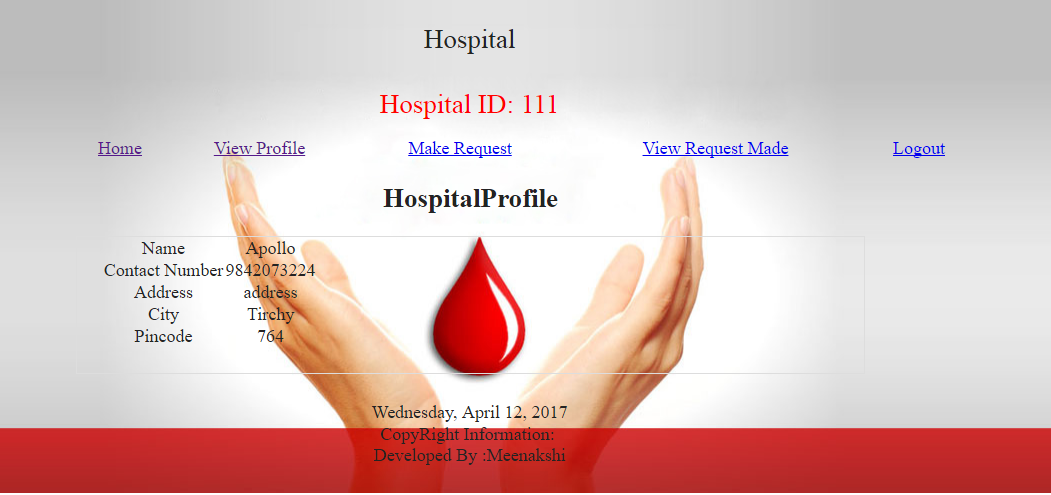 Hospital
Hospital ID: 111
Home View Profile Make Request View Request Made Logout
HospitalProfile
Name Apollo
Contact Number 9842073224
Address address
City Tirchy
Pincode 764
Wednesday, April 12, 2017
CopyRight Information:
Developed By :Meenakshi